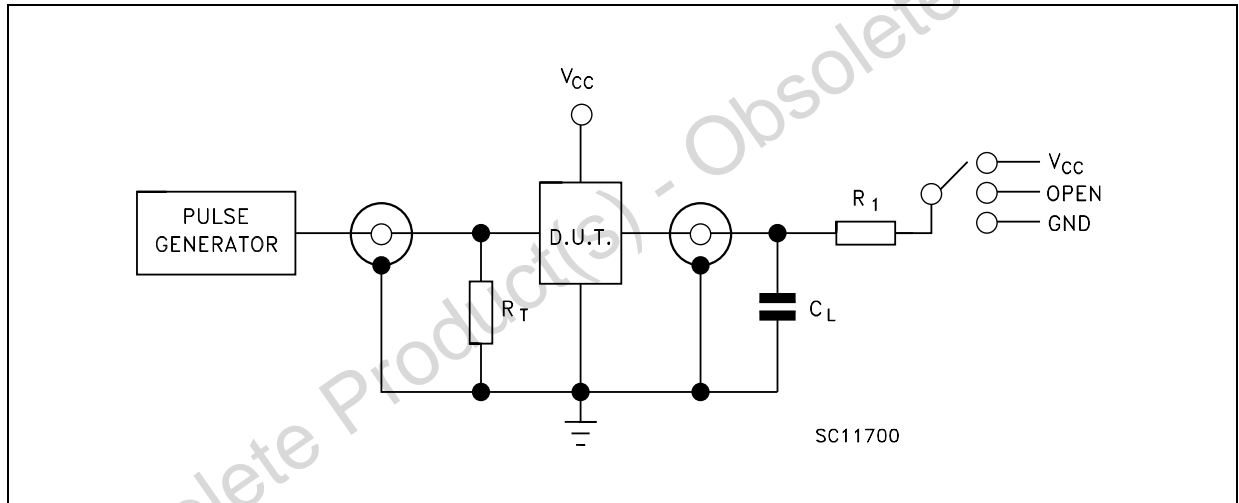 VCC
PULSE
GENERATOR
D.U.T.
RT
CL
R1
VCC
OPEN
GND
SC11700
Obsolete Product(s) - Obsolete